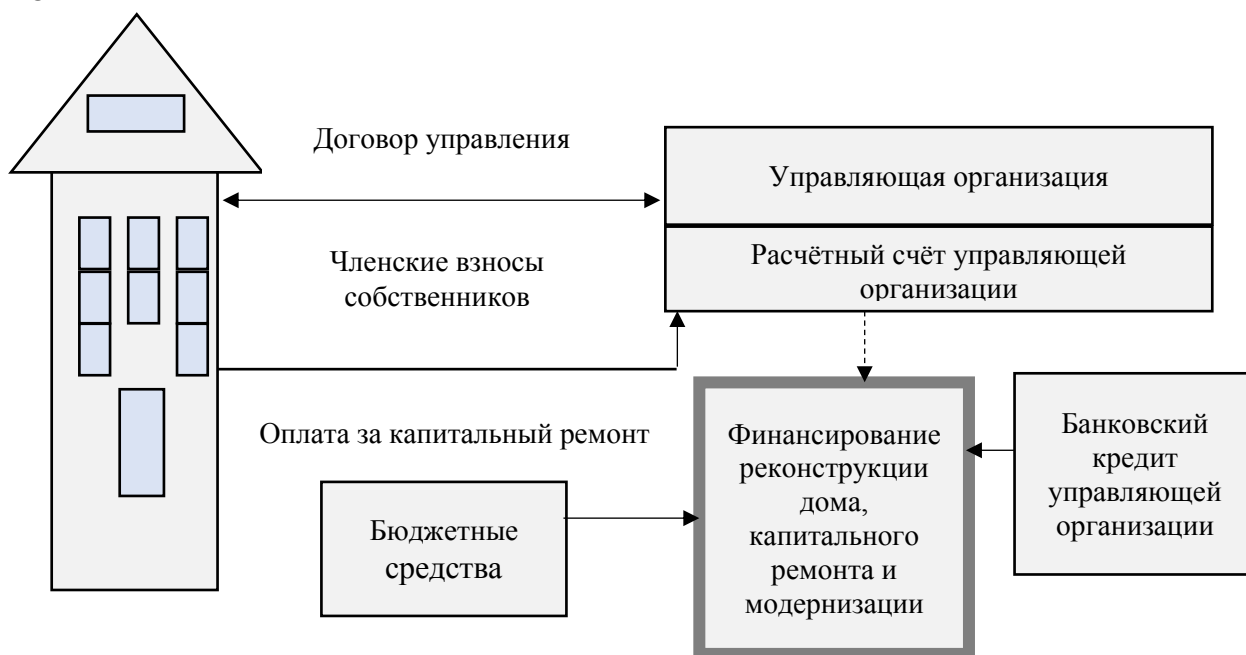 Договор управления
Управляющая организация
Членские взносы
собственников
Расчётный счёт управляющей
организации
Оплата за капитальный ремонт
Бюджетные
средства
Финансирование
реконструкции
дома,
капитального
ремонта и
модернизации
Банковский
кредит
управляющей
организации